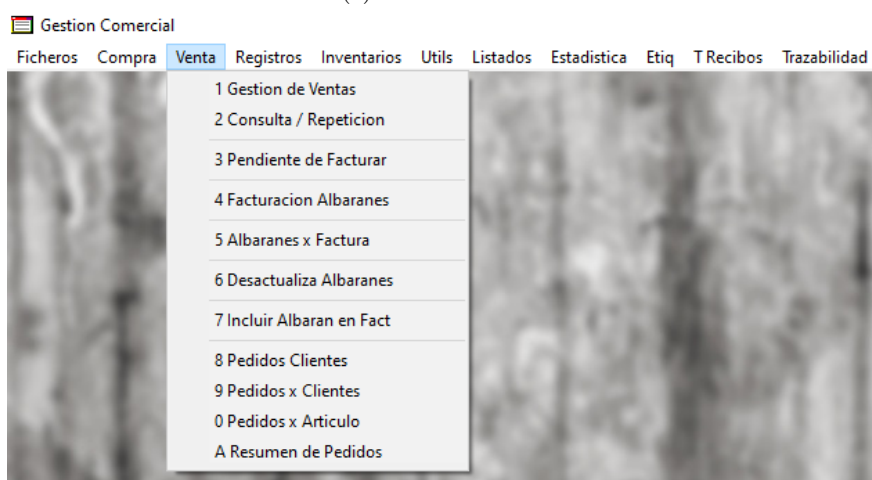 Gestion Comercial
Ficheros Compra Venta Registros Inventarios Utils Listados Estadistica Etiq T Recibos Trazabilidad
1 Gestion de Ventas
2 Consulta / Repeticion
3 Pendiente de Facturar
4 Facturacion Albaranes
5 Albaranes x Factura
6 Desactualiza Albaranes
7 Incluir Albaran en Fact
8 Pedidos Clientes
9 Pedidos x Clientes
0 Pedidos x Articulo
A Resumen de Pedidos